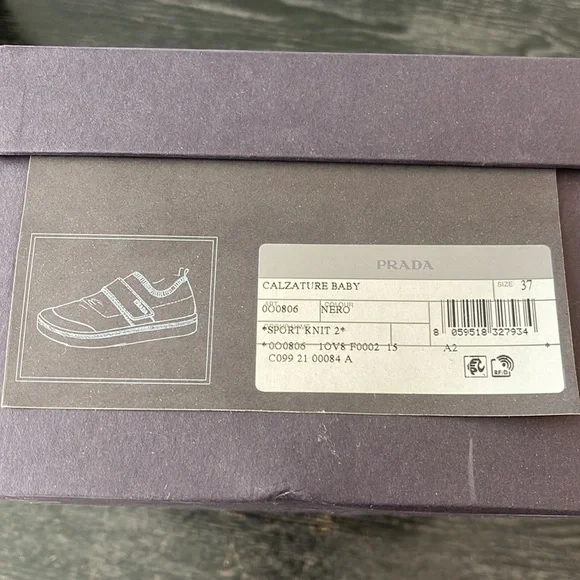 PRADA
CALZATURE BABY SIZE: 37
ART. COLOUR
0O0806 NERO
*SPORT KNIT 2*
8 059518 327934
*0O0806 1OV8 F0002 15 A2 *
C099 21 00084 A
RFiD